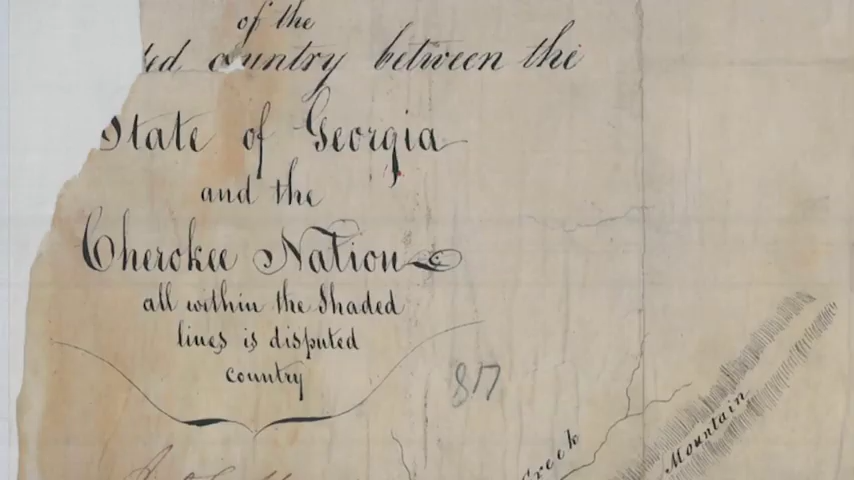 of the
ted country between the
State of Georgia
and the
Cherokee Nation
all within the Shaded
lines is disputed
country
817
Creek
Mountain